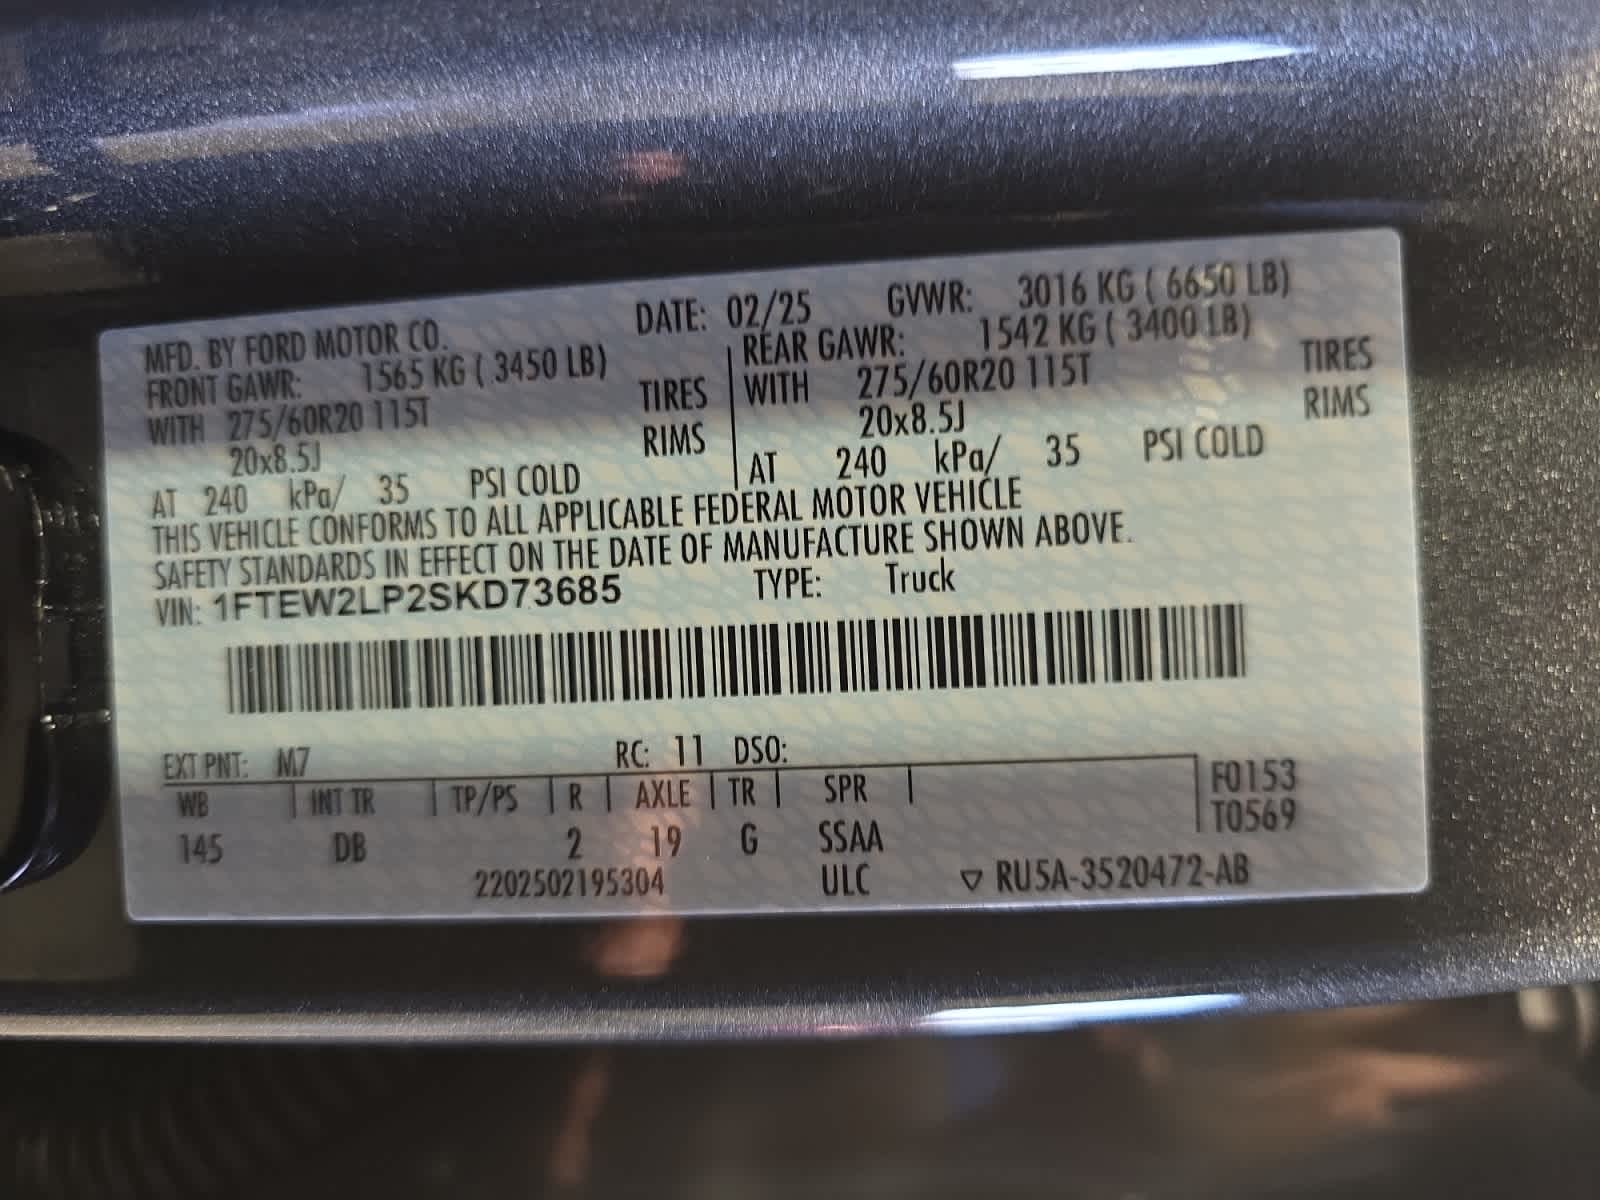 MFD. BY FORD MOTOR CO. DATE: 02/25 GVWR: 3016 KG ( 6650 LB)
FRONT GAWR: 1565 KG ( 3450 LB) REAR GAWR: 1542 KG ( 3400 LB)
WITH 275/60R20 115T TIRES WITH 275/60R20 115T TIRES
20x8.5J RIMS 20x8.5J RIMS
AT 240 kPa/ 35 PSI COLD AT 240 kPa/ 35 PSI COLD
THIS VEHICLE CONFORMS TO ALL APPLICABLE FEDERAL MOTOR VEHICLE
SAFETY STANDARDS IN EFFECT ON THE DATE OF MANUFACTURE SHOWN ABOVE.
VIN: 1FTEW2LP2SKD73685 TYPE: Truck
EXT PNT: M7 RC: 11 DSO:
WB | INT TR | TP/PS | R | AXLE | TR | SPR | F0153
T0569
145 DB 2 19 G SSAA
2202502195304 ULC ▽ RU5A-3520472-AB